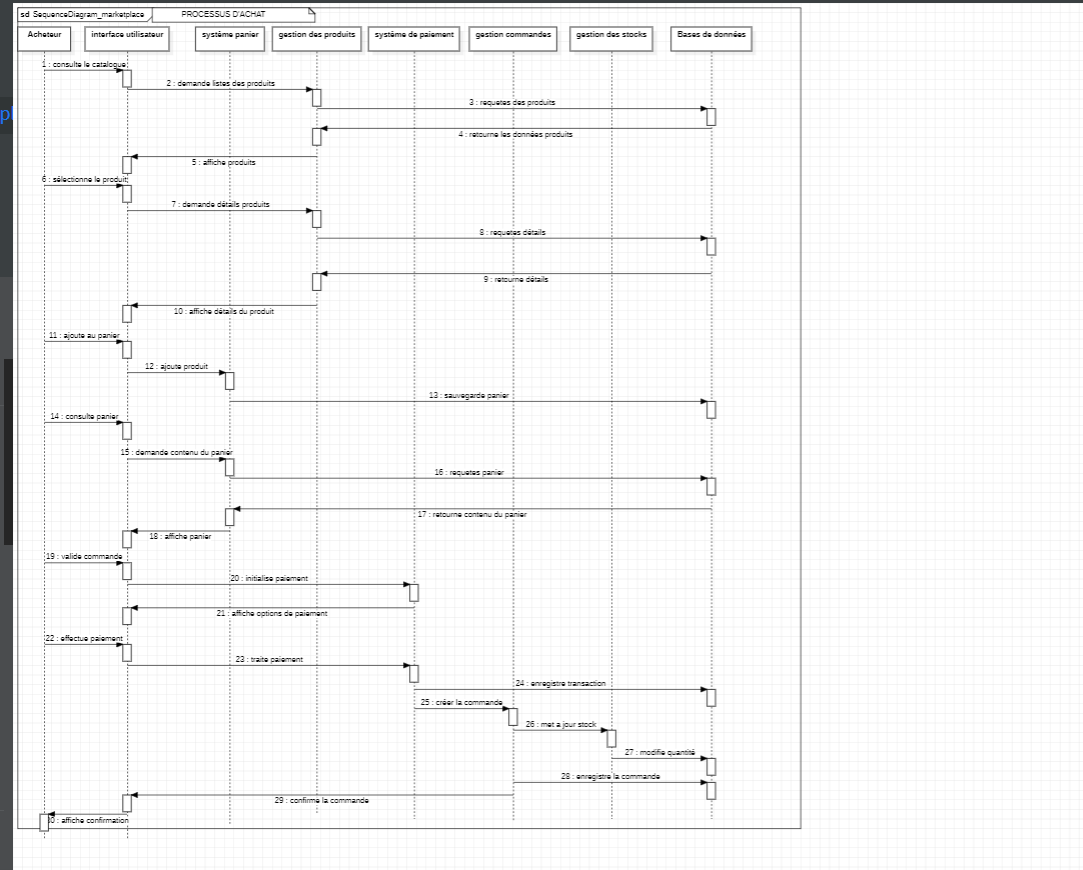 sd SequenceDiagram_marketplace
PROCESSUS D'ACHAT
Acheteur
interface utilisateur
système panier
gestion des produits
système de paiement
gestion commandes
gestion des stocks
Bases de données
1 : consulte le catalogue
2 : demande listes des produits
3 : requetes des produits
4 : retourne les données produits
5 : affiche produits
6 : sélectionne le produit
7 : demande détails produits
8 : requetes détails
9 : retourne détails
10 : affiche détails du produit
11 : ajoute au panier
12 : ajoute produit
13 : sauvegarde panier
14 : consulte panier
15 : demande contenu du panier
16 : requetes panier
17 : retourne contenu du panier
18 : affiche panier
19 : valide commande
20 : initialise paiement
21 : affiche options de paiement
22 : effectue paiement
23 : traite paiement
24 : enregistre transaction
25 : créer la commande
26 : met a jour stock
27 : modifie quantité
28 : enregistre la commande
29 : confirme la commande
30 : affiche confirmation